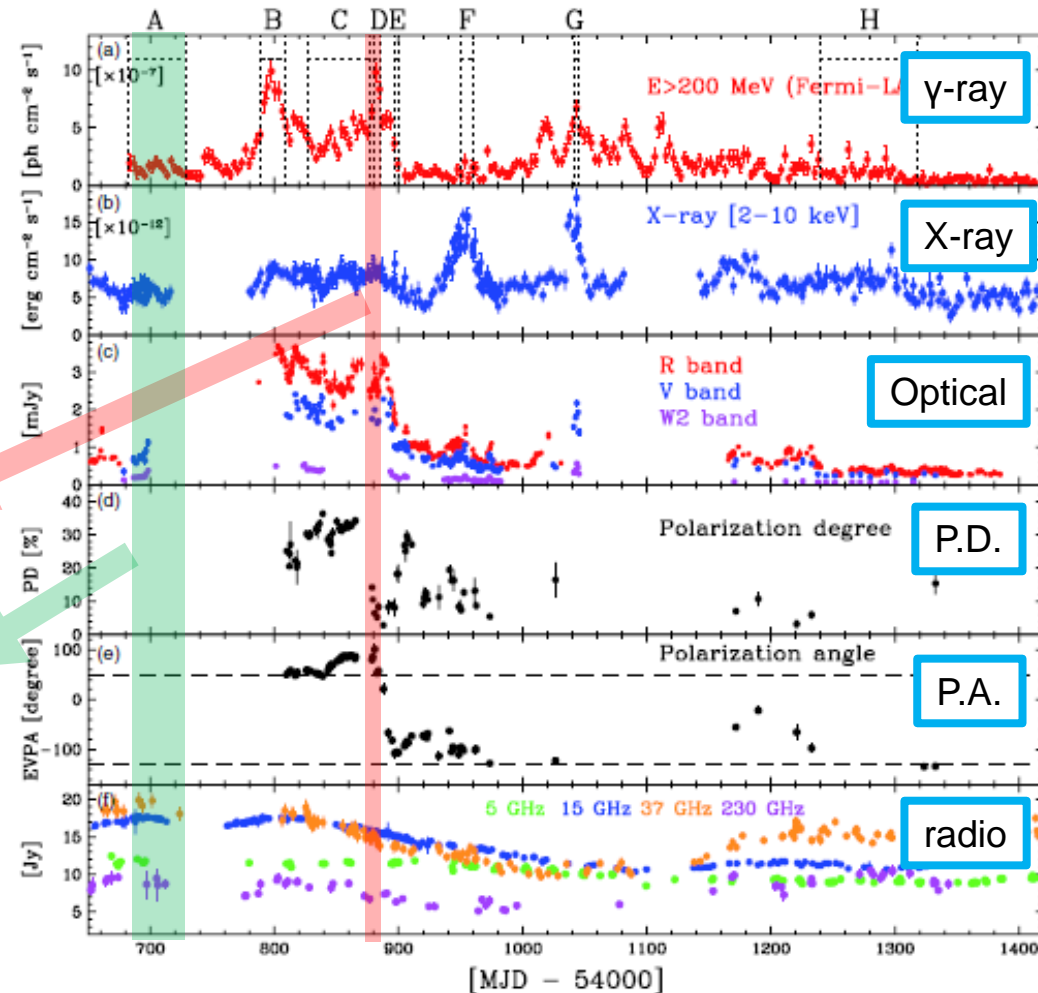 A B C D E F G H
(a)
[×10⁻⁷]
E>200 MeV (Fermi-LA
γ-ray
[ph cm⁻² s⁻¹]
10
5
0
(b)
[×10⁻¹²]
X-ray [2-10 keV]
X-ray
[erg cm⁻² s⁻¹]
15
10
5
0
(c)
R band
V band
W2 band
Optical
[mJy]
3
2
1
0
(d)
Polarization degree
P.D.
PD [%]
40
30
20
10
0
(e)
Polarization angle
P.A.
EVPA [degree]
100
0
-100
(f)
5 GHz 15 GHz 37 GHz 230 GHz
radio
[Jy]
20
15
10
5
700 800 900 1000 1100 1200 1300 1400
[MJD − 54000]